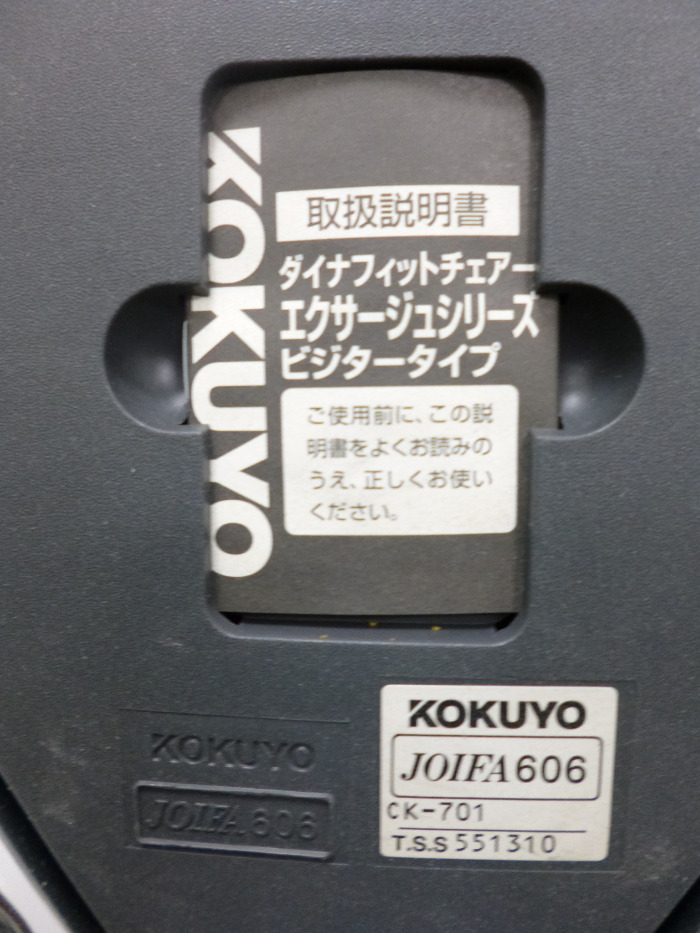 KOKUYO
取扱説明書
ダイナフィットチェアー
エクサージュシリーズ
ビジタータイプ
ご使用前に、この説
明書をよくお読みの
うえ、正しくお使い
ください。
KOKUYO
JOIFA 606
KOKUYO
JOIFA 606
CK-701
T.S.S 551310